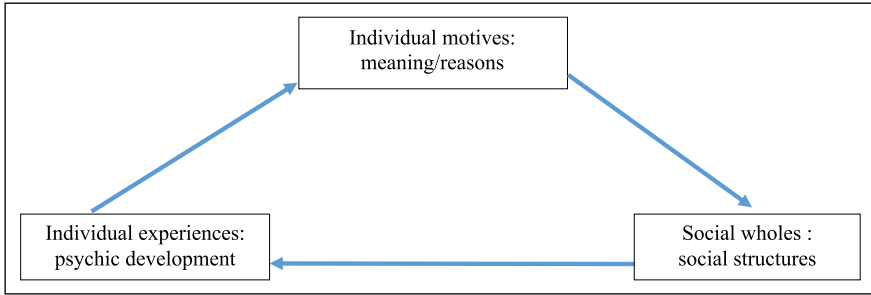 Individual motives:
meaning/reasons
Individual experiences:
psychic development
Social wholes :
social structures